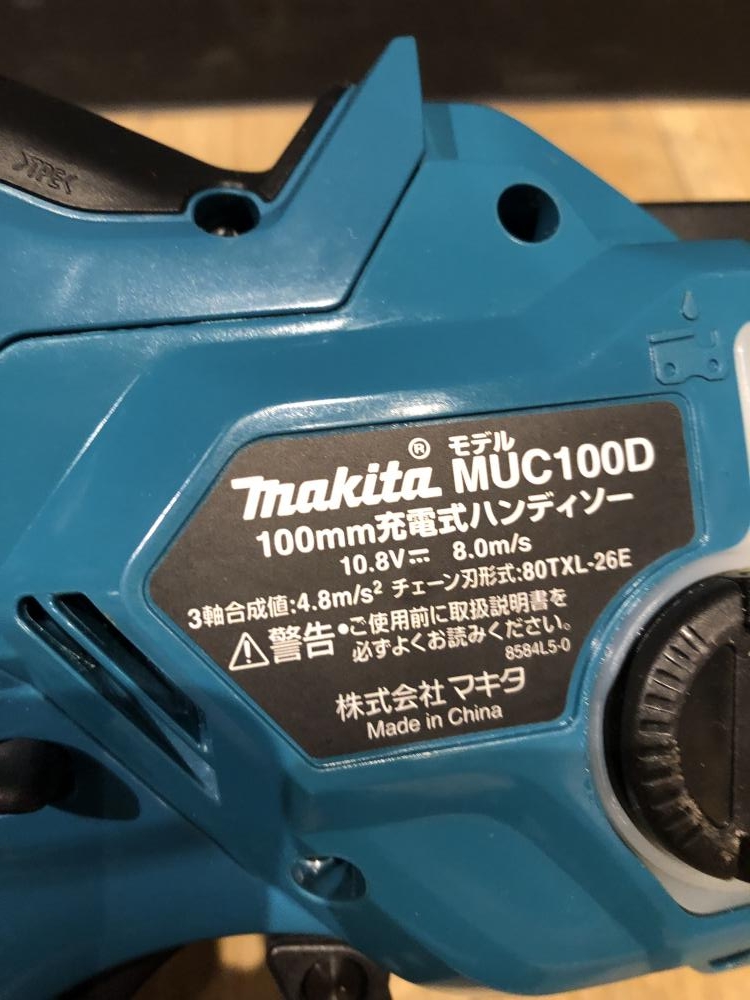 >TPE<
makita® モデル MUC100D
100mm充電式ハンディソー
10.8V⎓ 8.0m/s
3軸合成値:4.8m/s² チェーン刃形式:80TXL-26E
⚠警告 •ご使用前に取扱説明書を
必ずよくお読みください。
8584L5-0
株式会社 マキタ
Made in China